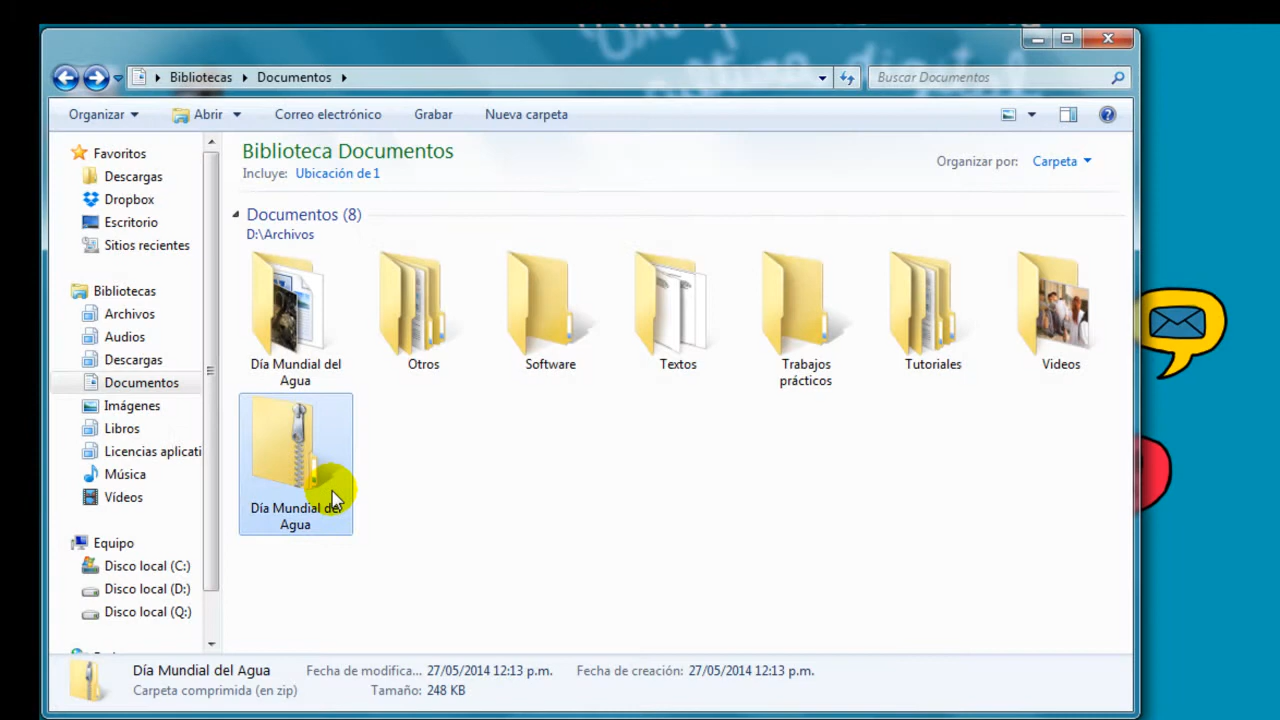 Bibliotecas Documentos
Buscar Documentos
Organizar Abrir Correo electrónico Grabar Nueva carpeta
Favoritos
Descargas
Dropbox
Escritorio
Sitios recientes
Bibliotecas
Archivos
Audios
Descargas
Documentos
Imágenes
Libros
Licencias aplicati
Música
Vídeos
Equipo
Disco local (C:)
Disco local (D:)
Disco local (Q:)
Biblioteca Documentos
Incluye: Ubicación de 1
Organizar por: Carpeta
Documentos (8)
D:\Archivos
Día Mundial del
Agua
Otros
Software
Textos
Trabajos
prácticos
Tutoriales
Videos
Día Mundial del
Agua
Día Mundial del Agua
Carpeta comprimida (en zip)
Fecha de modifica... 27/05/2014 12:13 p.m.
Tamaño: 248 KB
Fecha de creación: 27/05/2014 12:13 p.m.